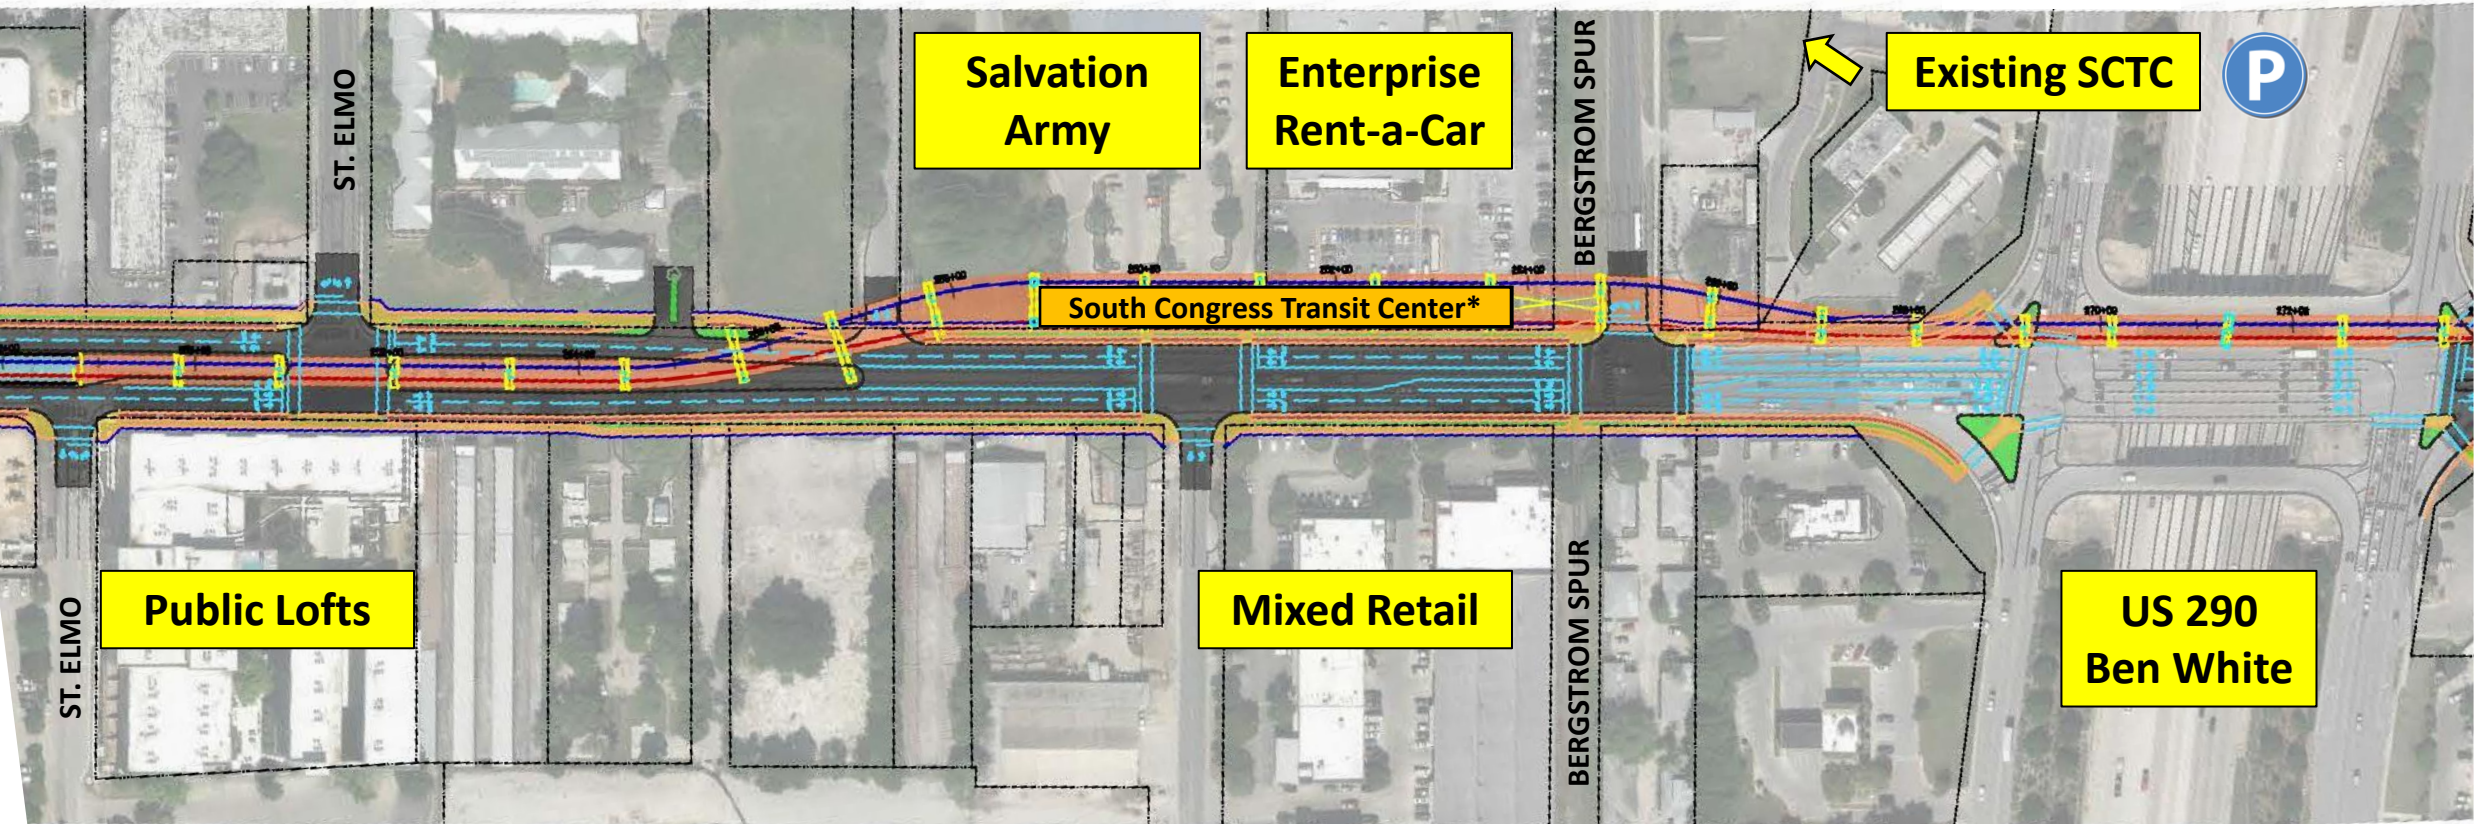 Salvation
Army
Enterprise
Rent-a-Car
Existing SCTC
P
ST. ELMO
BERGSTROM SPUR
South Congress Transit Center*
Public Lofts
Mixed Retail
US 290
Ben White
ST. ELMO
BERGSTROM SPUR